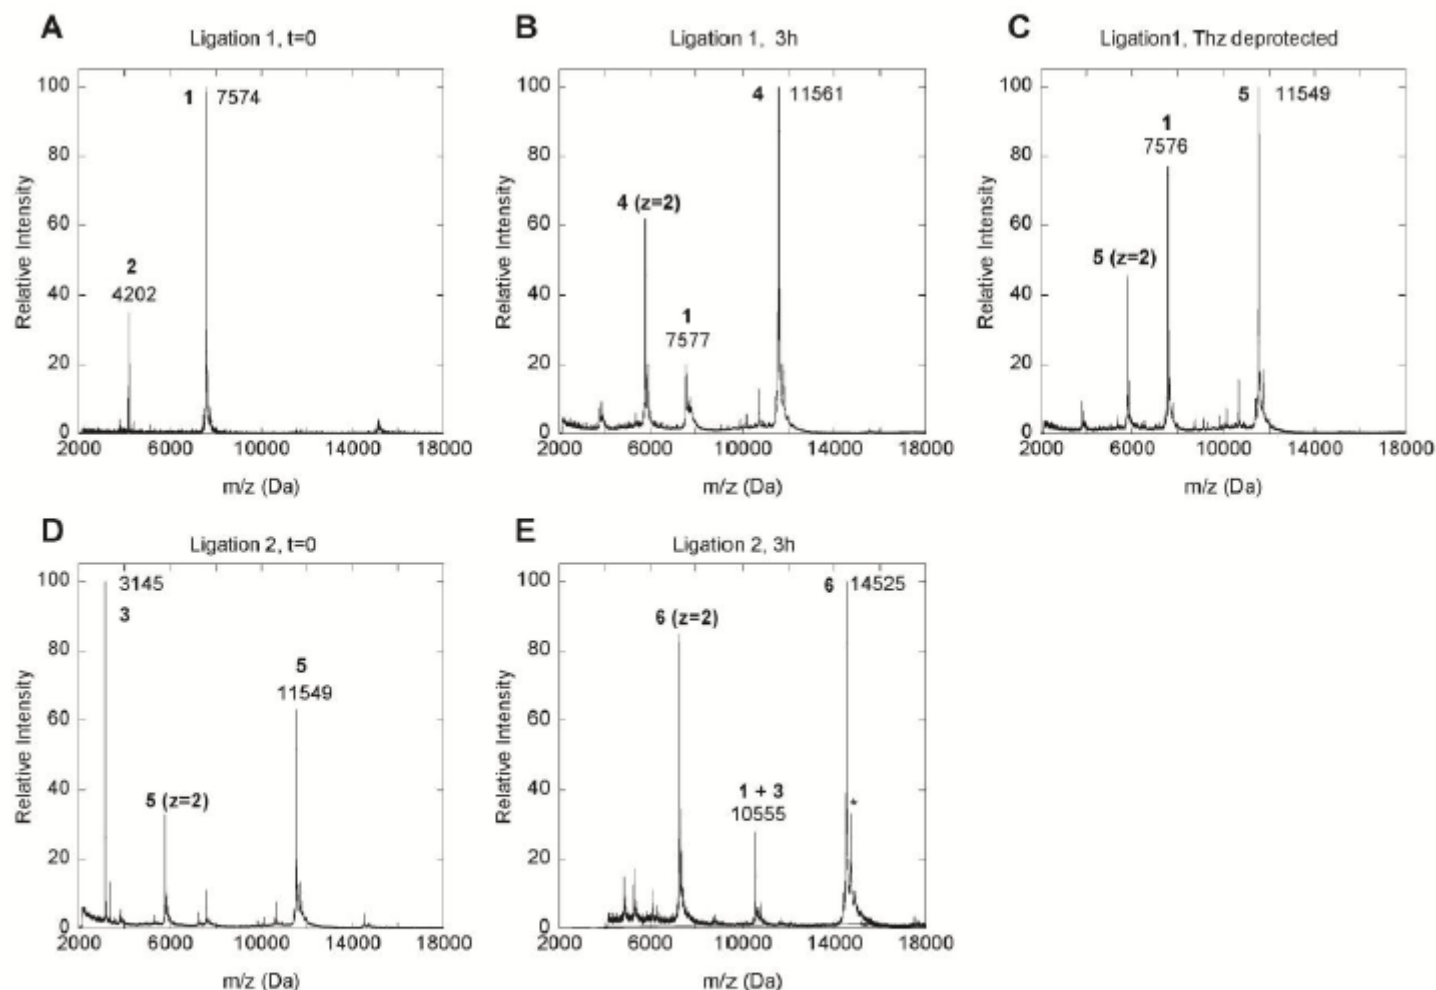 A
Ligation 1, t=0
Relative Intensity
100
80
60
40
20
0
1 7574
2
4202
2000 6000 10000 14000 18000
m/z (Da)
B
Ligation 1, 3h
Relative Intensity
100
80
60
40
20
0
4 11561
4 (z=2)
1
7577
2000 6000 10000 14000 18000
m/z (Da)
C
Ligation1, Thz deprotected
Relative Intensity
100
80
60
40
20
0
5 11549
1
7576
5 (z=2)
2000 6000 10000 14000 18000
m/z (Da)
D
Ligation 2, t=0
Relative Intensity
100
80
60
40
20
0
3145
3
5
11549
5 (z=2)
2000 6000 10000 14000 18000
m/z (Da)
E
Ligation 2, 3h
Relative Intensity
100
80
60
40
20
0
6 14525
6 (z=2)
1 + 3
10555
*
2000 6000 10000 14000 18000
m/z (Da)